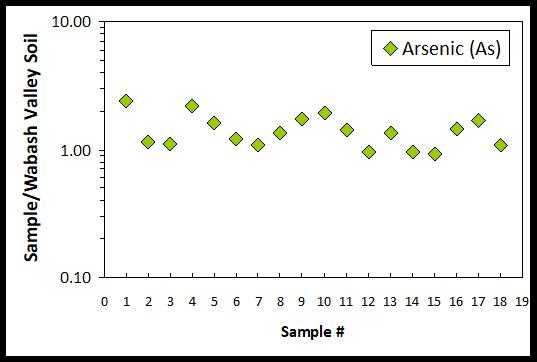 10.00
Arsenic (As)
Sample/Wabash Valley Soil
1.00
0.10
0 1 2 3 4 5 6 7 8 9 10 11 12 13 14 15 16 17 18 19
Sample #